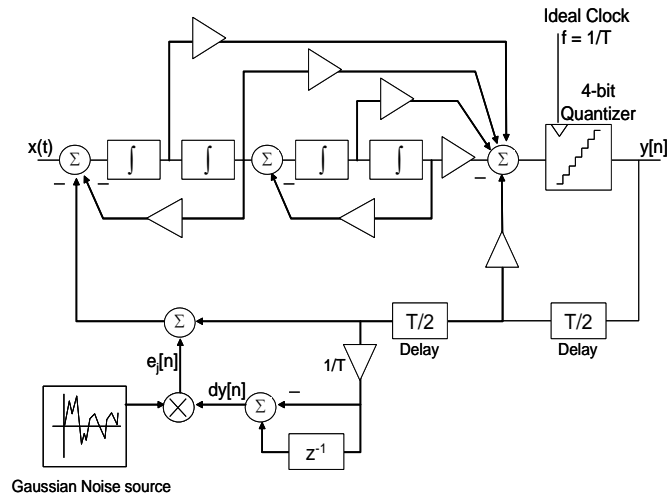 Ideal Clock
f = 1/T
4-bit
Quantizer
x(t)
Σ
∫
∫
Σ
∫
∫
Σ
y[n]
−
−
−
−
Σ
T/2
Delay
T/2
Delay
e_j[n]
1/T
dy[n]
Σ
−
z⁻¹
Gaussian Noise source